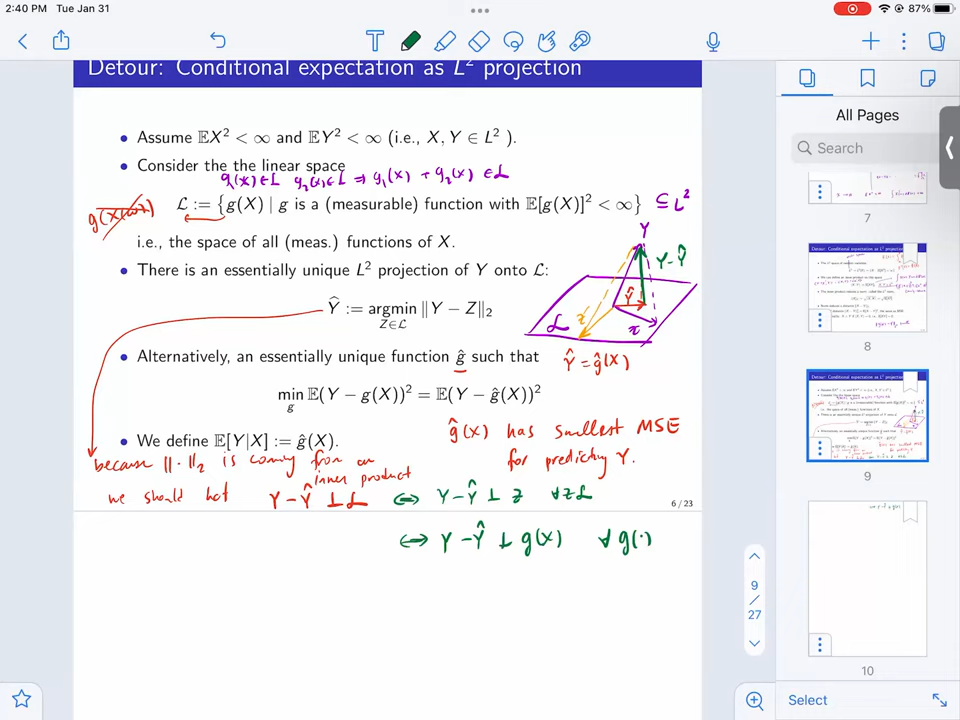 2:40 PM Tue Jan 31
87%
Detour: Conditional expectation as L² projection
• Assume 𝔼X² < ∞ and 𝔼Y² < ∞ (i.e., X, Y ∈ L² ).
• Consider the the linear space
g₁(X) ∈ L g₂(X) ∈ L ⇒ g₁(X) + g₂(X) ∈ L
g(X(ω))
ℒ := {g(X) | g is a (measurable) function with 𝔼[g(X)]² < ∞} ⊆ L²
i.e., the space of all (meas.) functions of X.
• There is an essentially unique L² projection of Y onto ℒ:
Ŷ := argmin ‖Y − Z‖₂
Z∈ℒ
Y
Y-Ŷ
Ŷ
Z
ℒ
Z
• Alternatively, an essentially unique function ĝ such that
Ŷ = ĝ(X)
min 𝔼(Y − g(X))² = 𝔼(Y − ĝ(X))²
g
• We define 𝔼[Y|X] := ĝ(X).
ĝ(X) has smallest MSE
for predicting Y.
because ‖·‖₂ is coming from an
inner product
we should hat Y-Ŷ ⊥ ℒ ⟺ Y-Ŷ ⊥ Z ∀Z ℒ
6 / 23
⟺ Y-Ŷ ⊥ g(X) ∀ g(·)
All Pages
Search
7
8
9
10
9
/
27
Select